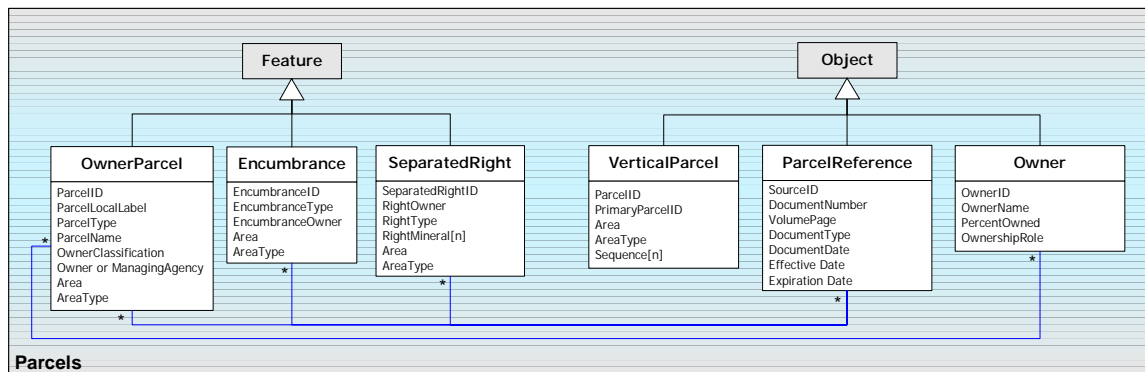 Feature
Object
OwnerParcel
ParcelID
ParcelLocalLabel
ParcelType
ParcelName
OwnerClassification
Owner or ManagingAgency
Area
AreaType
Encumbrance
EncumbranceID
EncumbranceType
EncumbranceOwner
Area
AreaType
SeparatedRight
SeparatedRightID
RightOwner
RightType
RightMineral[n]
Area
AreaType
VerticalParcel
ParcelID
PrimaryParcelID
Area
AreaType
Sequence[n]
ParcelReference
SourceID
DocumentNumber
VolumePage
DocumentType
DocumentDate
Effective Date
Expiration Date
Owner
OwnerID
OwnerName
PercentOwned
OwnershipRole
*
*
*
*
*
*
Parcels